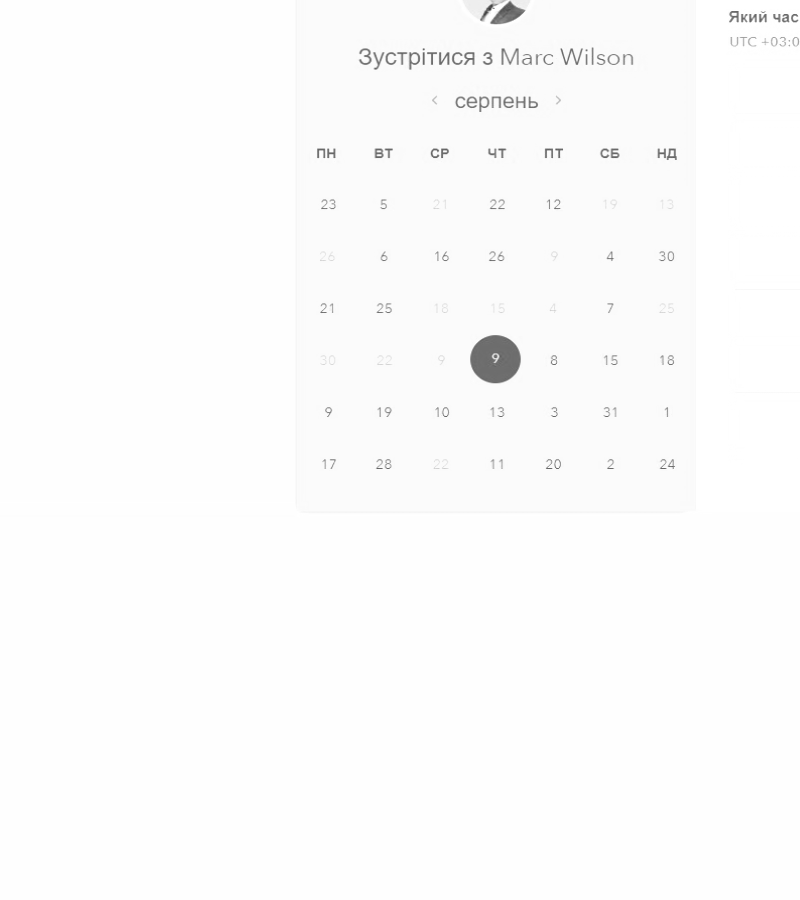 Який час
UTC +03:0
Зустрітися з Marc Wilson
‹ серпень ›
ПН ВТ СР ЧТ ПТ СБ НД
23 5 21 22 12 19 13
26 6 16 26 9 4 30
21 25 18 15 4 7 25
30 22 9 9 8 15 18
9 19 10 13 3 31 1
17 28 22 11 20 2 24